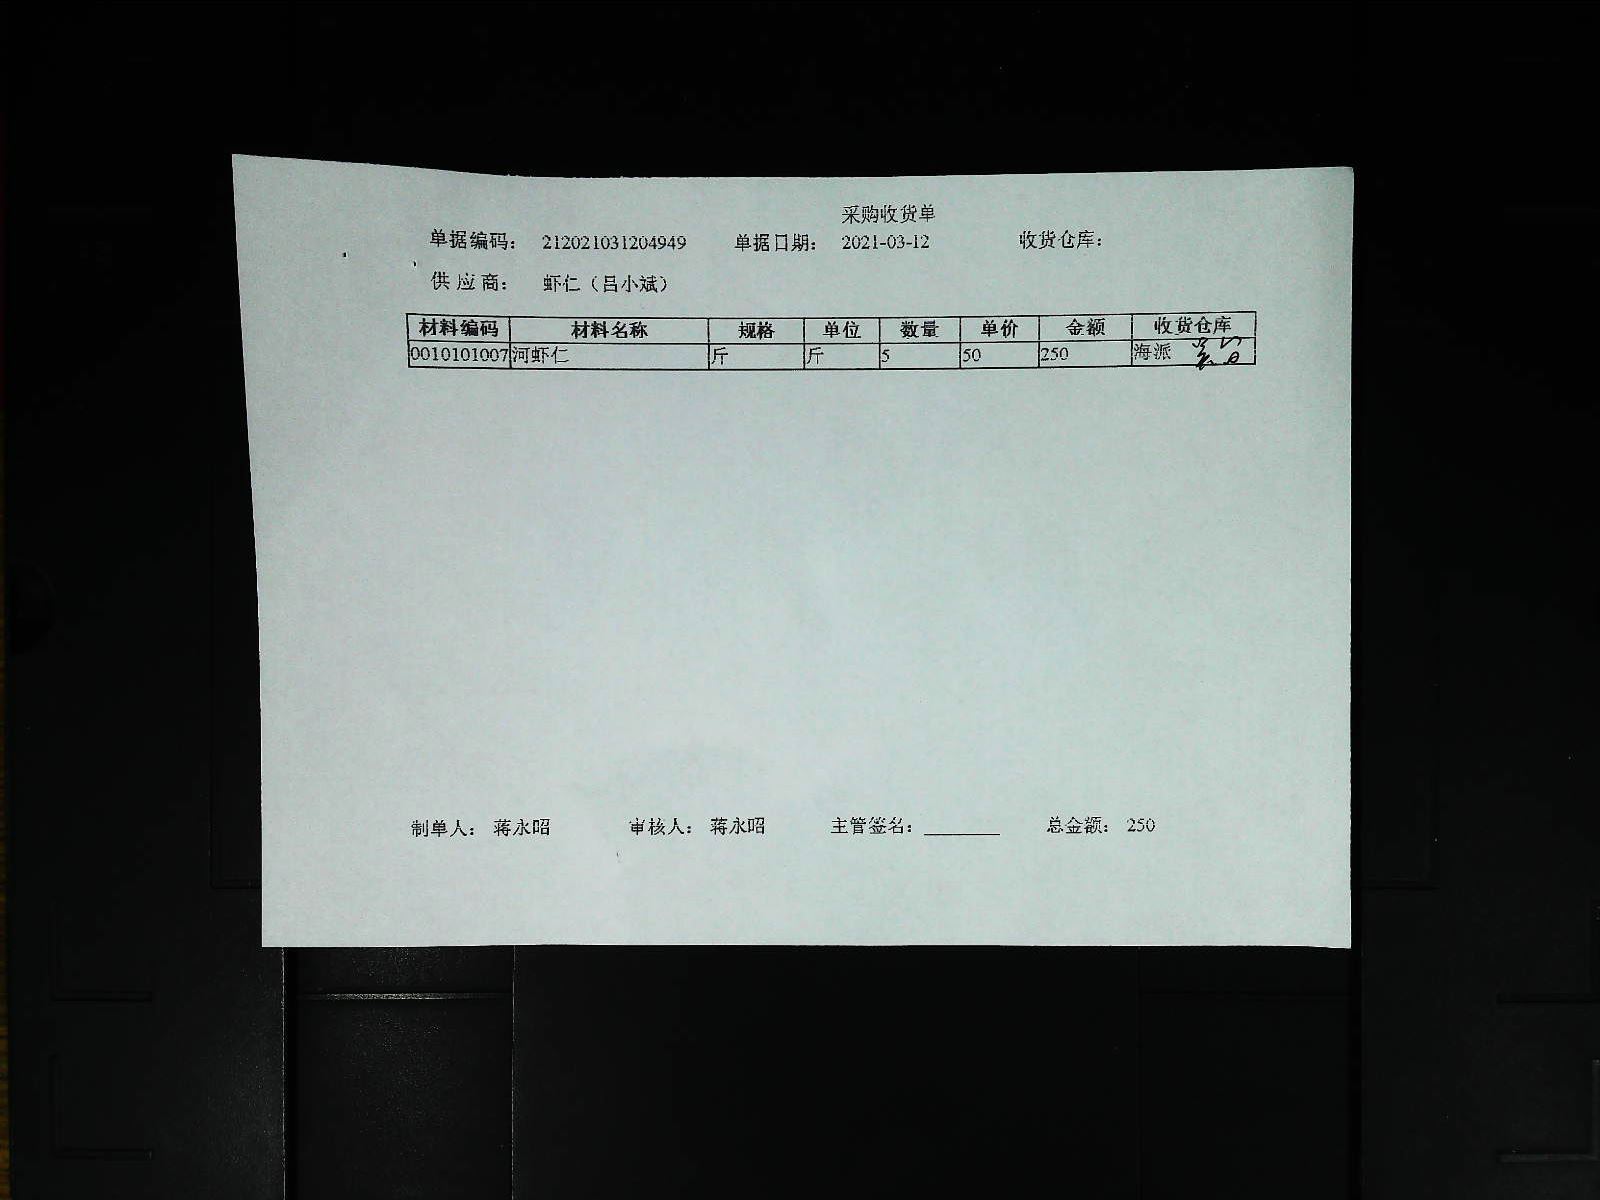 采购收货单
单据编码： 212021031204949 单据日期： 2021-03-12 收货仓库：
供 应 商： 虾仁（吕小斌）
材料编码 材料名称 规格 单位 数量 单价 金额 收货仓库
0010101007 河虾仁 斤 斤 5 50 250 海派
制单人： 蒋永昭 审核人： 蒋永昭 主管签名：________ 总金额： 250